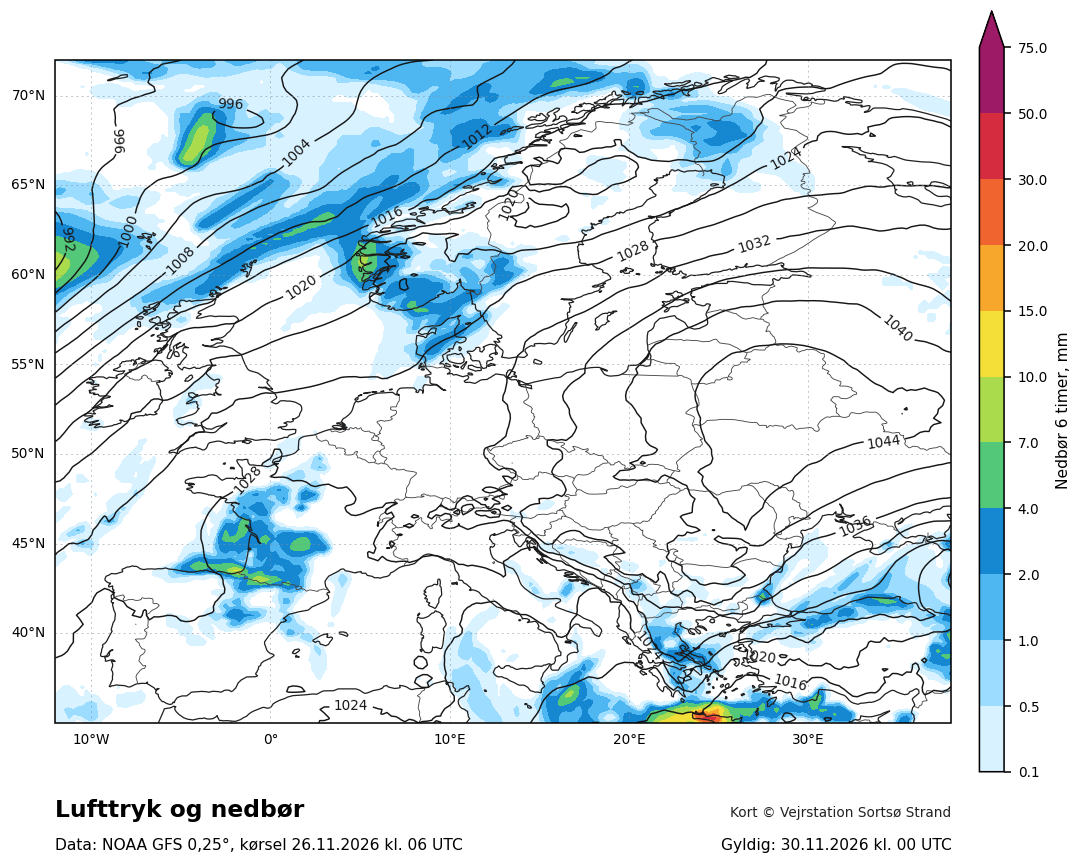 75.0
50.0
30.0
20.0
15.0
10.0
7.0
4.0
2.0
1.0
0.5
0.1
Nedbør 6 timer, mm
70°N
65°N
60°N
55°N
50°N
45°N
40°N
10°W
0°
10°E
20°E
30°E
996
996
1004
1012
1024
1016
1020
1000
992
1008
1020
1028
1032
1040
1044
1028
1036
1020
1016
1024
Lufttryk og nedbør
Kort © Vejrstation Sortsø Strand
Data: NOAA GFS 0,25°, kørsel 26.11.2026 kl. 06 UTC
Gyldig: 30.11.2026 kl. 00 UTC